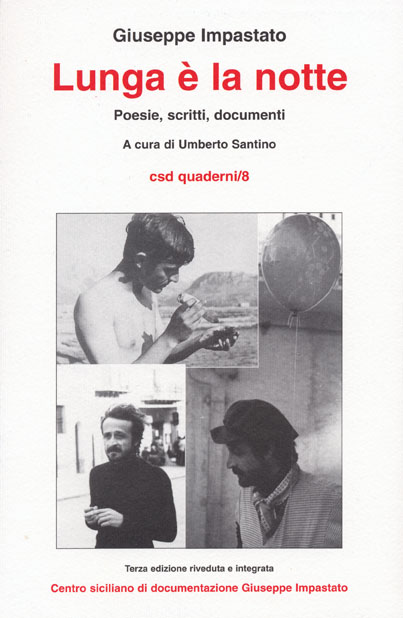 Giuseppe Impastato
Lunga è la notte
Poesie, scritti, documenti
A cura di Umberto Santino
csd quaderni/8
Terza edizione riveduta e integrata
Centro siciliano di documentazione Giuseppe Impastato